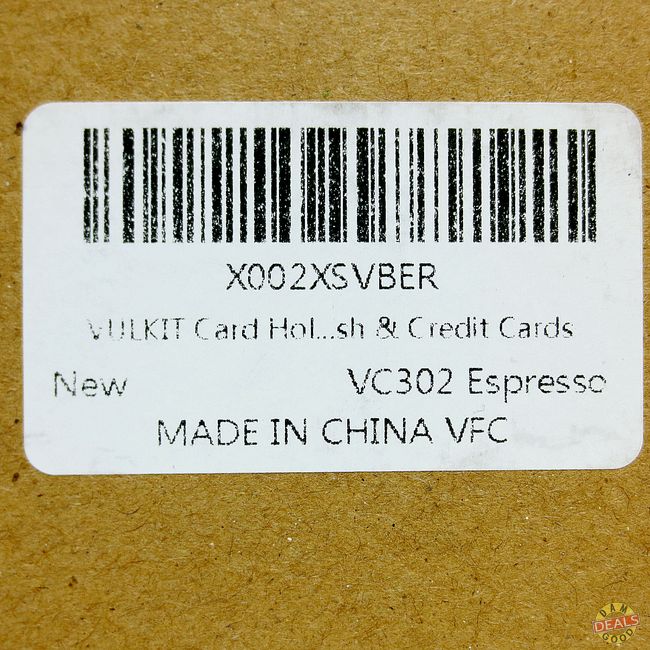 X002XSVBER
VULKIT Card Hol...sh & Credit Cards
New VC302 Espresso
MADE IN CHINA VFC
DAM
DEALS
GOOD